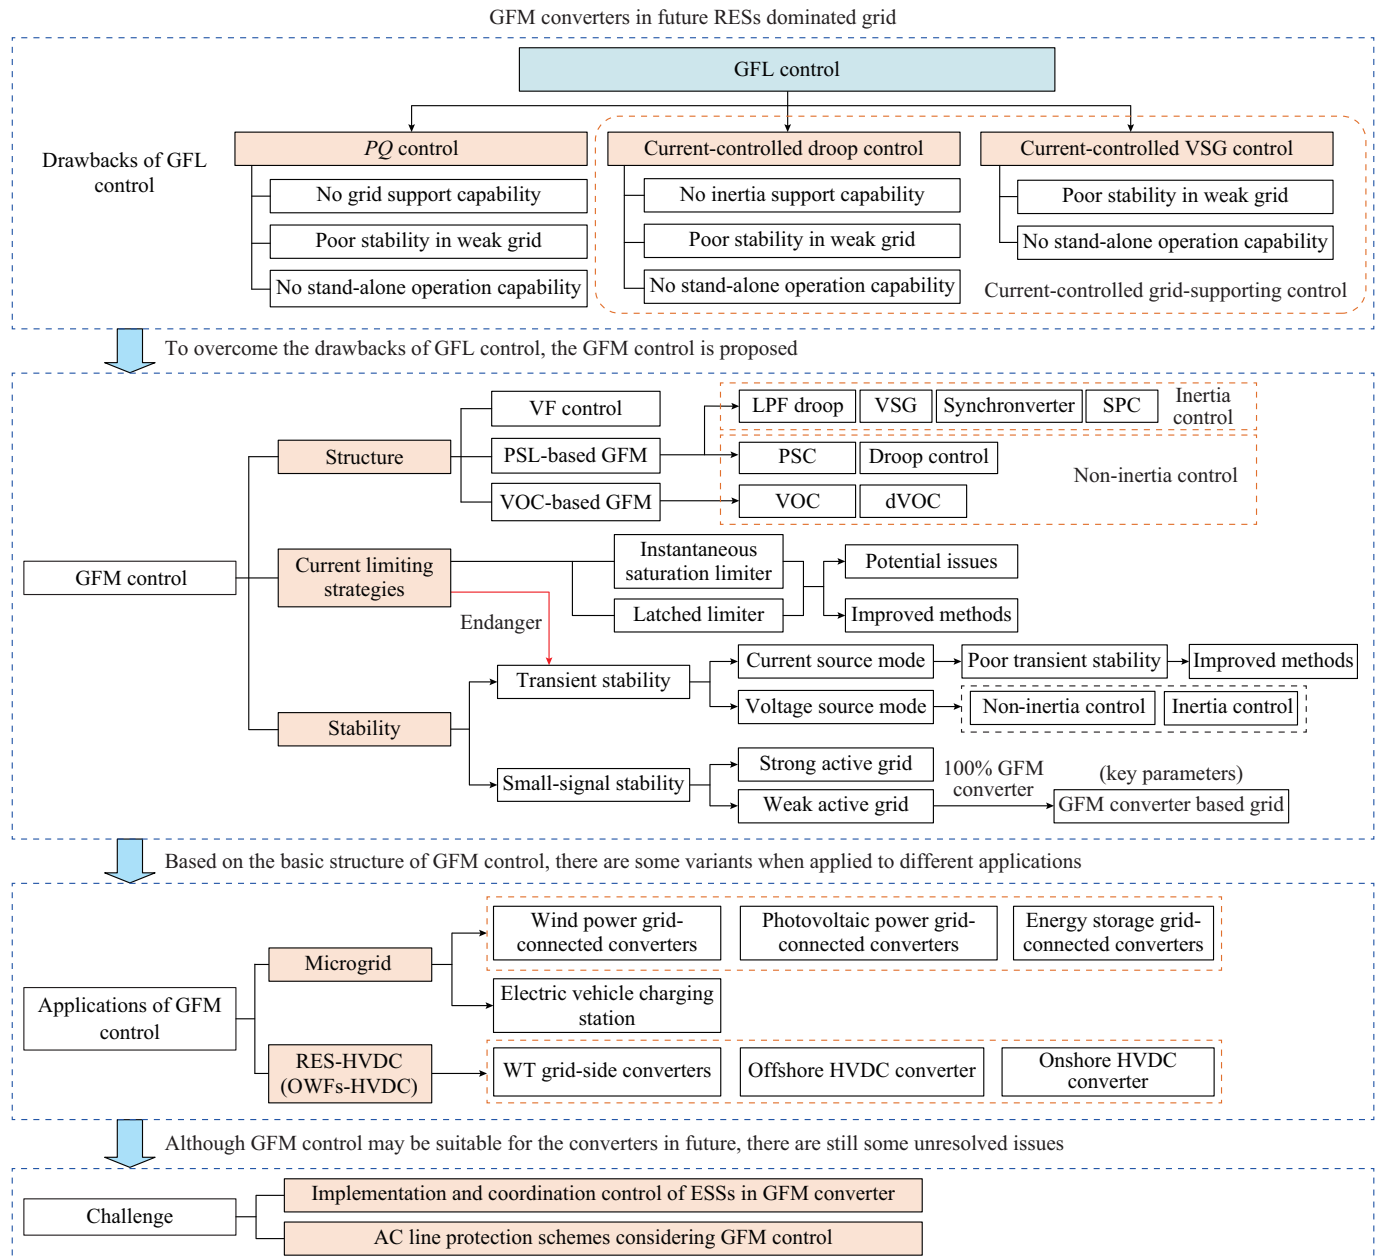 GFM converters in future RESs dominated grid
GFL control
Drawbacks of GFL
control
PQ control
No grid support capability
Poor stability in weak grid
No stand-alone operation capability
Current-controlled droop control
No inertia support capability
Poor stability in weak grid
No stand-alone operation capability
Current-controlled VSG control
Poor stability in weak grid
No stand-alone operation capability
Current-controlled grid-supporting control
To overcome the drawbacks of GFL control, the GFM control is proposed
GFM control
Structure
VF control
PSL-based GFM
VOC-based GFM
LPF droop
VSG
Synchronverter
SPC
Inertia
control
PSC
Droop control
Non-inertia control
VOC
dVOC
Current limiting
strategies
Instantaneous
saturation limiter
Latched limiter
Potential issues
Improved methods
Endanger
Stability
Transient stability
Current source mode
Poor transient stability
Improved methods
Voltage source mode
Non-inertia control
Inertia control
Small-signal stability
Strong active grid
Weak active grid
100% GFM
converter
(key parameters)
GFM converter based grid
Based on the basic structure of GFM control, there are some variants when applied to different applications
Applications of GFM
control
Microgrid
Wind power grid-
connected converters
Photovoltaic power grid-
connected converters
Energy storage grid-
connected converters
Electric vehicle charging
station
RES-HVDC
(OWFs-HVDC)
WT grid-side converters
Offshore HVDC converter
Onshore HVDC
converter
Although GFM control may be suitable for the converters in future, there are still some unresolved issues
Challenge
Implementation and coordination control of ESSs in GFM converter
AC line protection schemes considering GFM control